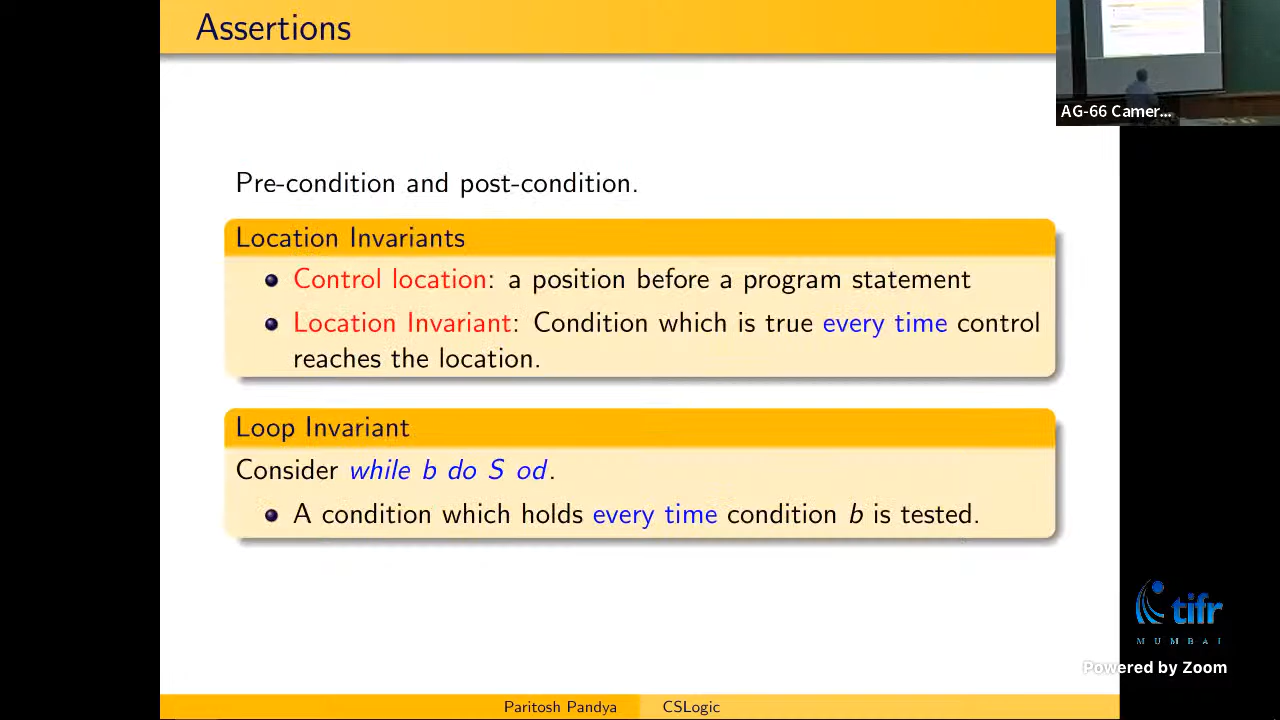 Assertions
AG-66 Camer...
Pre-condition and post-condition.
Location Invariants
Control location: a position before a program statement
Location Invariant: Condition which is true every time control
reaches the location.
Loop Invariant
Consider while b do S od.
A condition which holds every time condition b is tested.
tifr
MUMBAI
Powered by Zoom
Paritosh Pandya
CSLogic